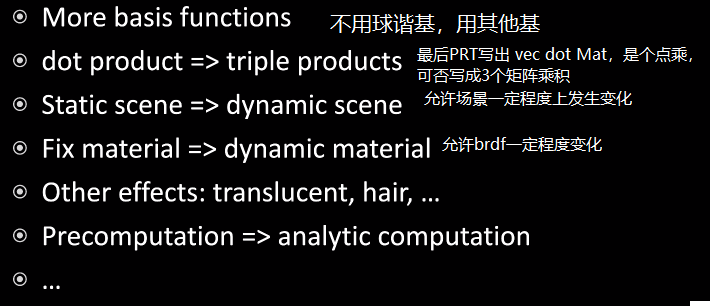 More basis functions 不用球谐基，用其他基
dot product => triple products 最后PRT写出 vec dot Mat，是个点乘，
可否写成3个矩阵乘积
Static scene => dynamic scene 允许场景一定程度上发生变化
Fix material => dynamic material 允许brdf一定程度变化
Other effects: translucent, hair, …
Precomputation => analytic computation
…